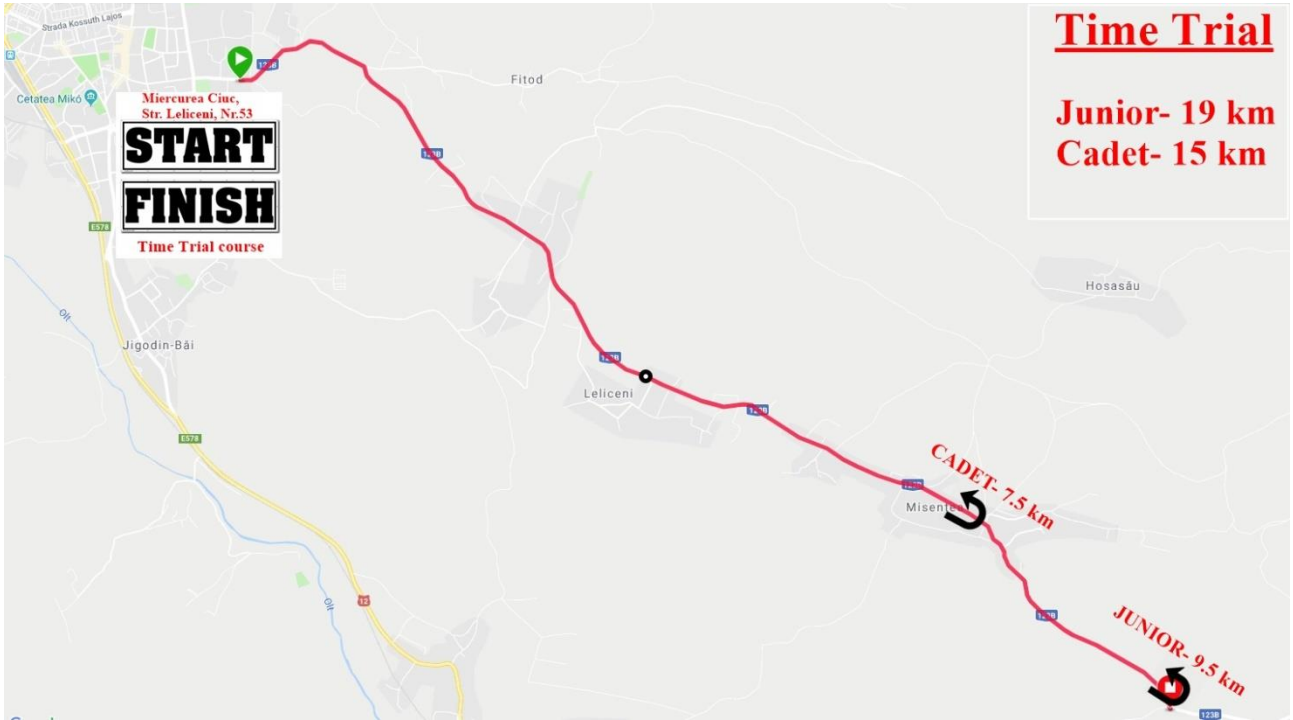 Strada Kossuth Lajos
Cetatea Mikó
123B
Fitod
Time Trial
Junior- 19 km
Cadet- 15 km
Miercurea Ciuc,
Str. Leliceni, Nr.53
START
FINISH
Time Trial course
123B
E578
Hosasău
Olt
Jigodin-Băi
123B
Leliceni
123B
E578
CADET- 7.5 km
123B
Misentea
Olt
12
123B
JUNIOR- 9.5 km
123B